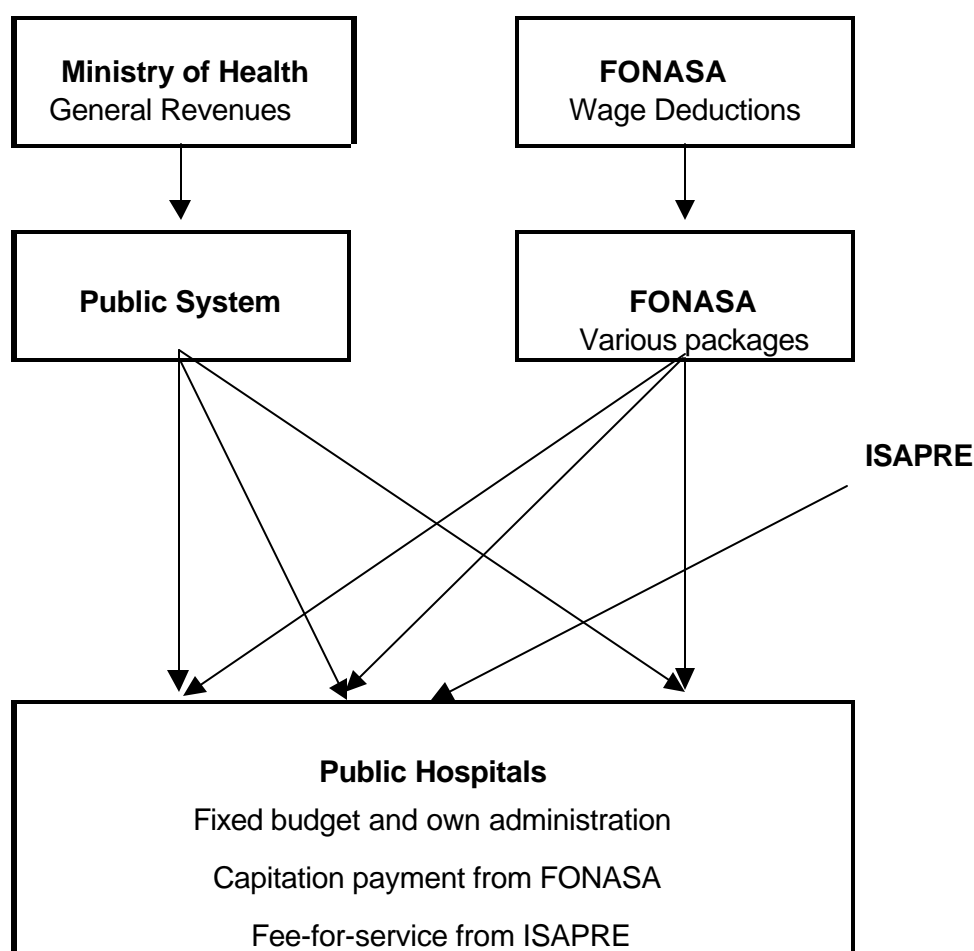 Ministry of Health
General Revenues
FONASA
Wage Deductions
Public System
FONASA
Various packages
ISAPRE
Public Hospitals
Fixed budget and own administration
Capitation payment from FONASA
Fee-for-service from ISAPRE